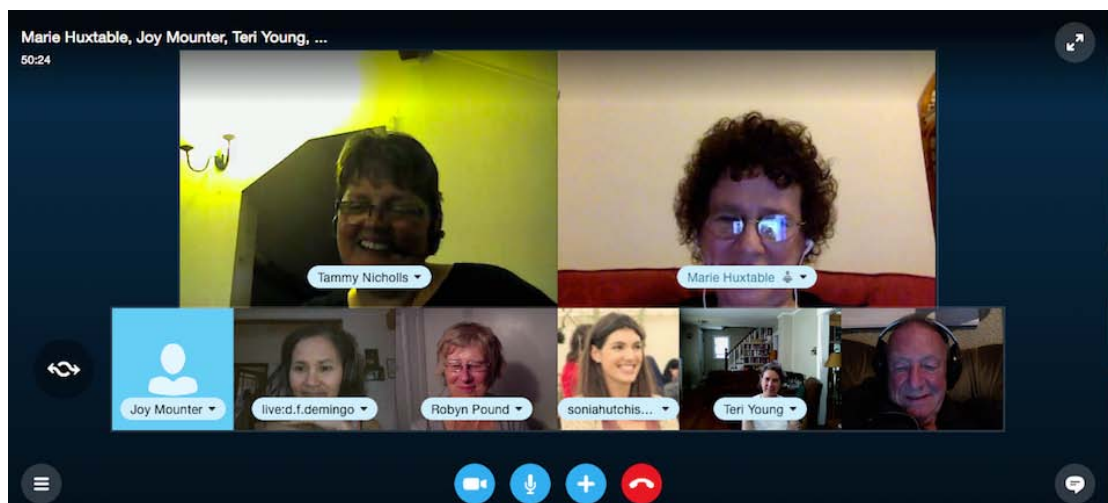 Marie Huxtable, Joy Mounter, Teri Young, ...
50:24
Tammy Nicholls
Marie Huxtable
Joy Mounter
live:d.f.demingo
Robyn Pound
soniahutchis...
Teri Young